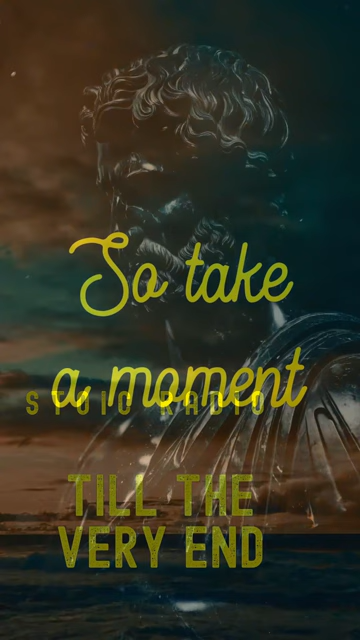 So take
a moment
STOIC RADIO
TILL THE
VERY END